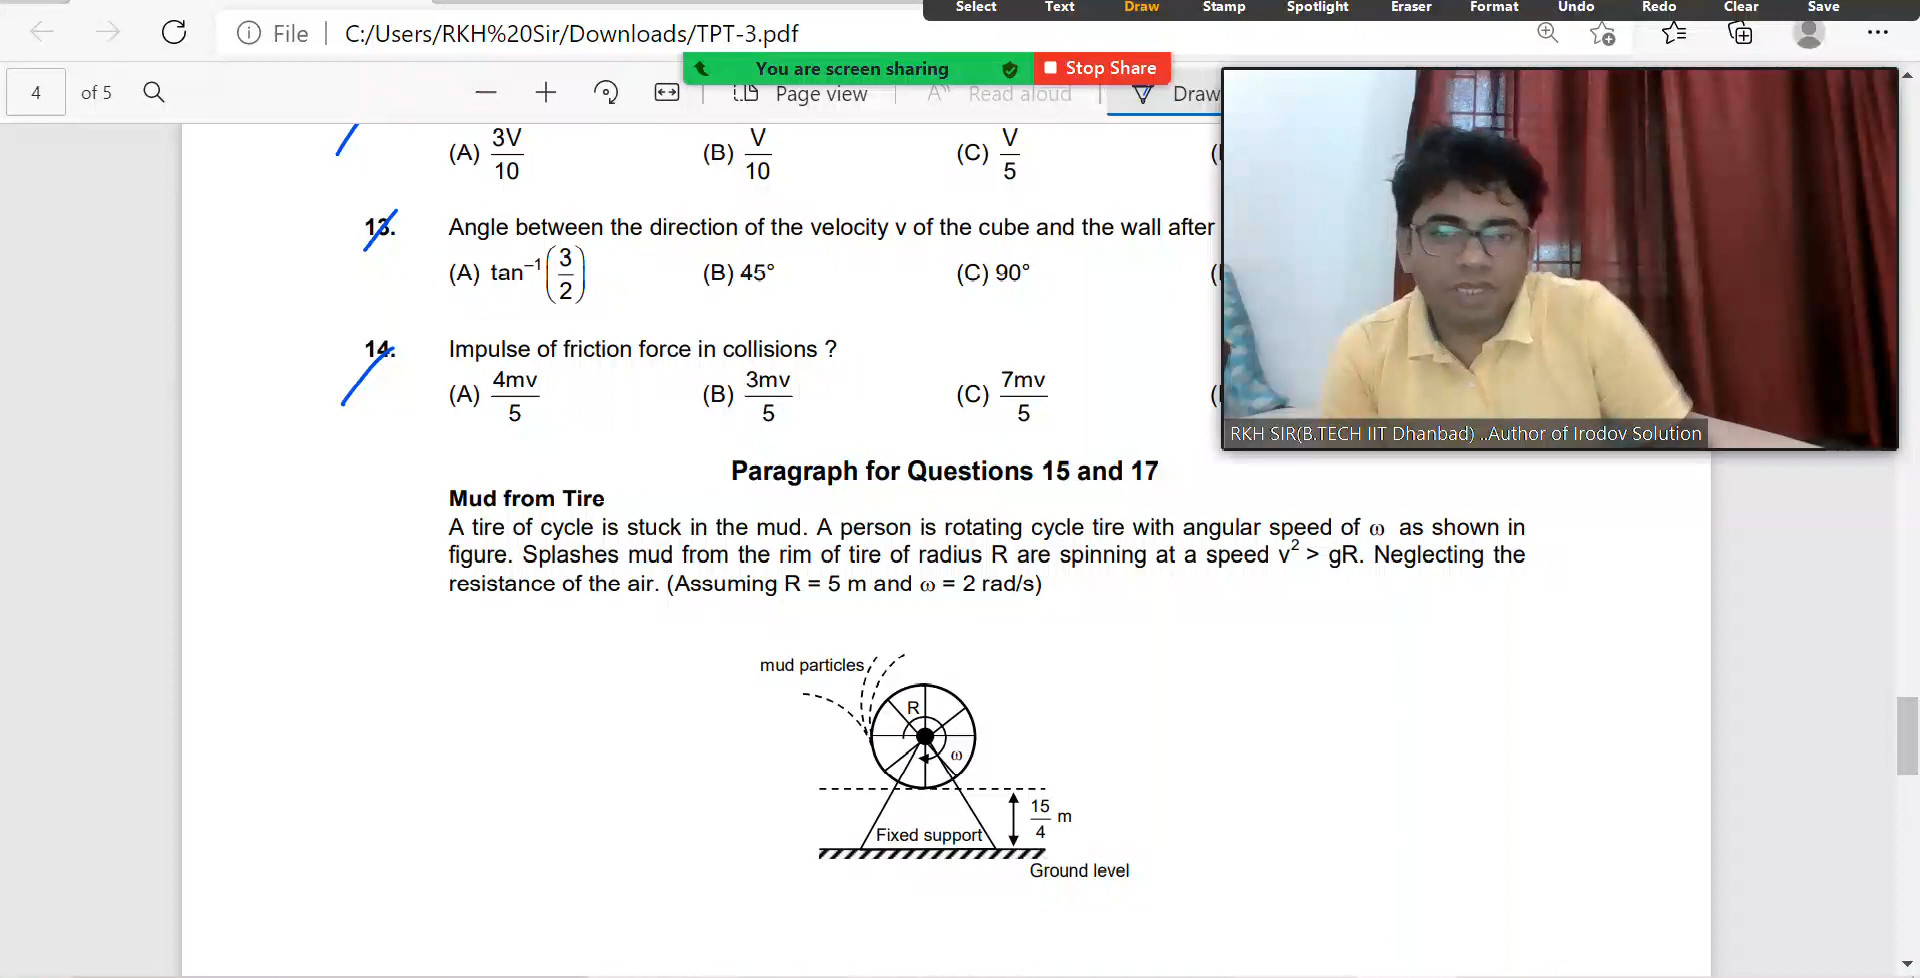 Select Text Draw Stamp Spotlight Eraser Format Undo Redo Clear Save
File C:/Users/RKH%20Sir/Downloads/TPT-3.pdf
You are screen sharing Stop Share
4 of 5 Page view Read aloud Draw
(A) 3V/10 (B) V/10 (C) V/5 (
13. Angle between the direction of the velocity v of the cube and the wall after
(A) tan⁻¹(3/2) (B) 45° (C) 90° (
14. Impulse of friction force in collisions ?
(A) 4mv/5 (B) 3mv/5 (C) 7mv/5 (
RKH SIR(B.TECH IIT Dhanbad) ..Author of Irodov Solution
Paragraph for Questions 15 and 17
Mud from Tire
A tire of cycle is stuck in the mud. A person is rotating cycle tire with angular speed of ω as shown in
figure. Splashes mud from the rim of tire of radius R are spinning at a speed v² > gR. Neglecting the
resistance of the air. (Assuming R = 5 m and ω = 2 rad/s)
mud particles
R
ω
15/4 m
Fixed support
Ground level